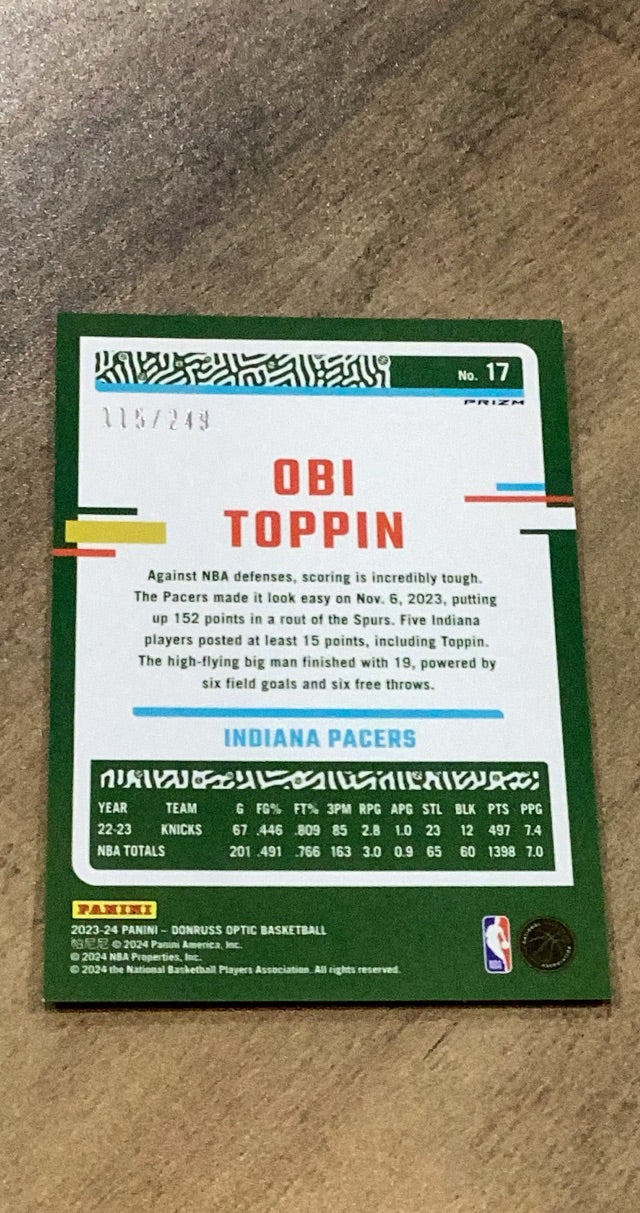 No. 17
PRIZM
115/249
OBI
TOPPIN
Against NBA defenses, scoring is incredibly tough.
The Pacers made it look easy on Nov. 6, 2023, putting
up 152 points in a rout of the Spurs. Five Indiana
players posted at least 15 points, including Toppin.
The high-flying big man finished with 19, powered by
six field goals and six free throws.
INDIANA PACERS
YEAR TEAM G FG% FT% 3PM RPG APG STL BLK PTS PPG
22-23 KNICKS 67 .446 .809 85 2.8 1.0 23 12 497 7.4
NBA TOTALS 201 .491 .766 163 3.0 0.9 65 60 1398 7.0
PANINI
2023-24 PANINI – DONRUSS OPTIC BASKETBALL
帕尼尼 © 2024 Panini America, Inc.
© 2024 NBA Properties, Inc.
© 2024 the National Basketball Players Association. All rights reserved.
NBA